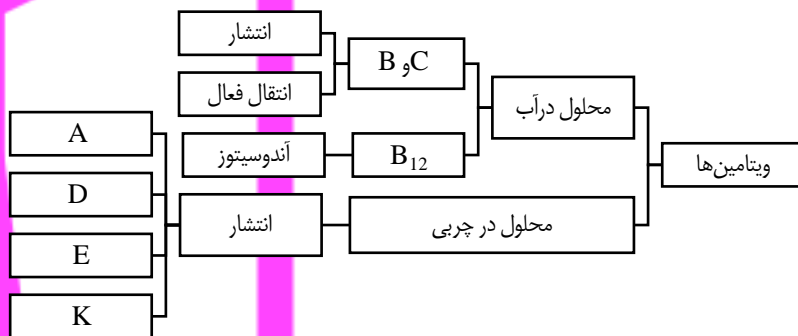 ویتامین‌ها
محلول درآب
C و B
انتشار
انتقال فعال
B₁₂
آندوسیتوز
محلول در چربی
انتشار
A
D
E
K